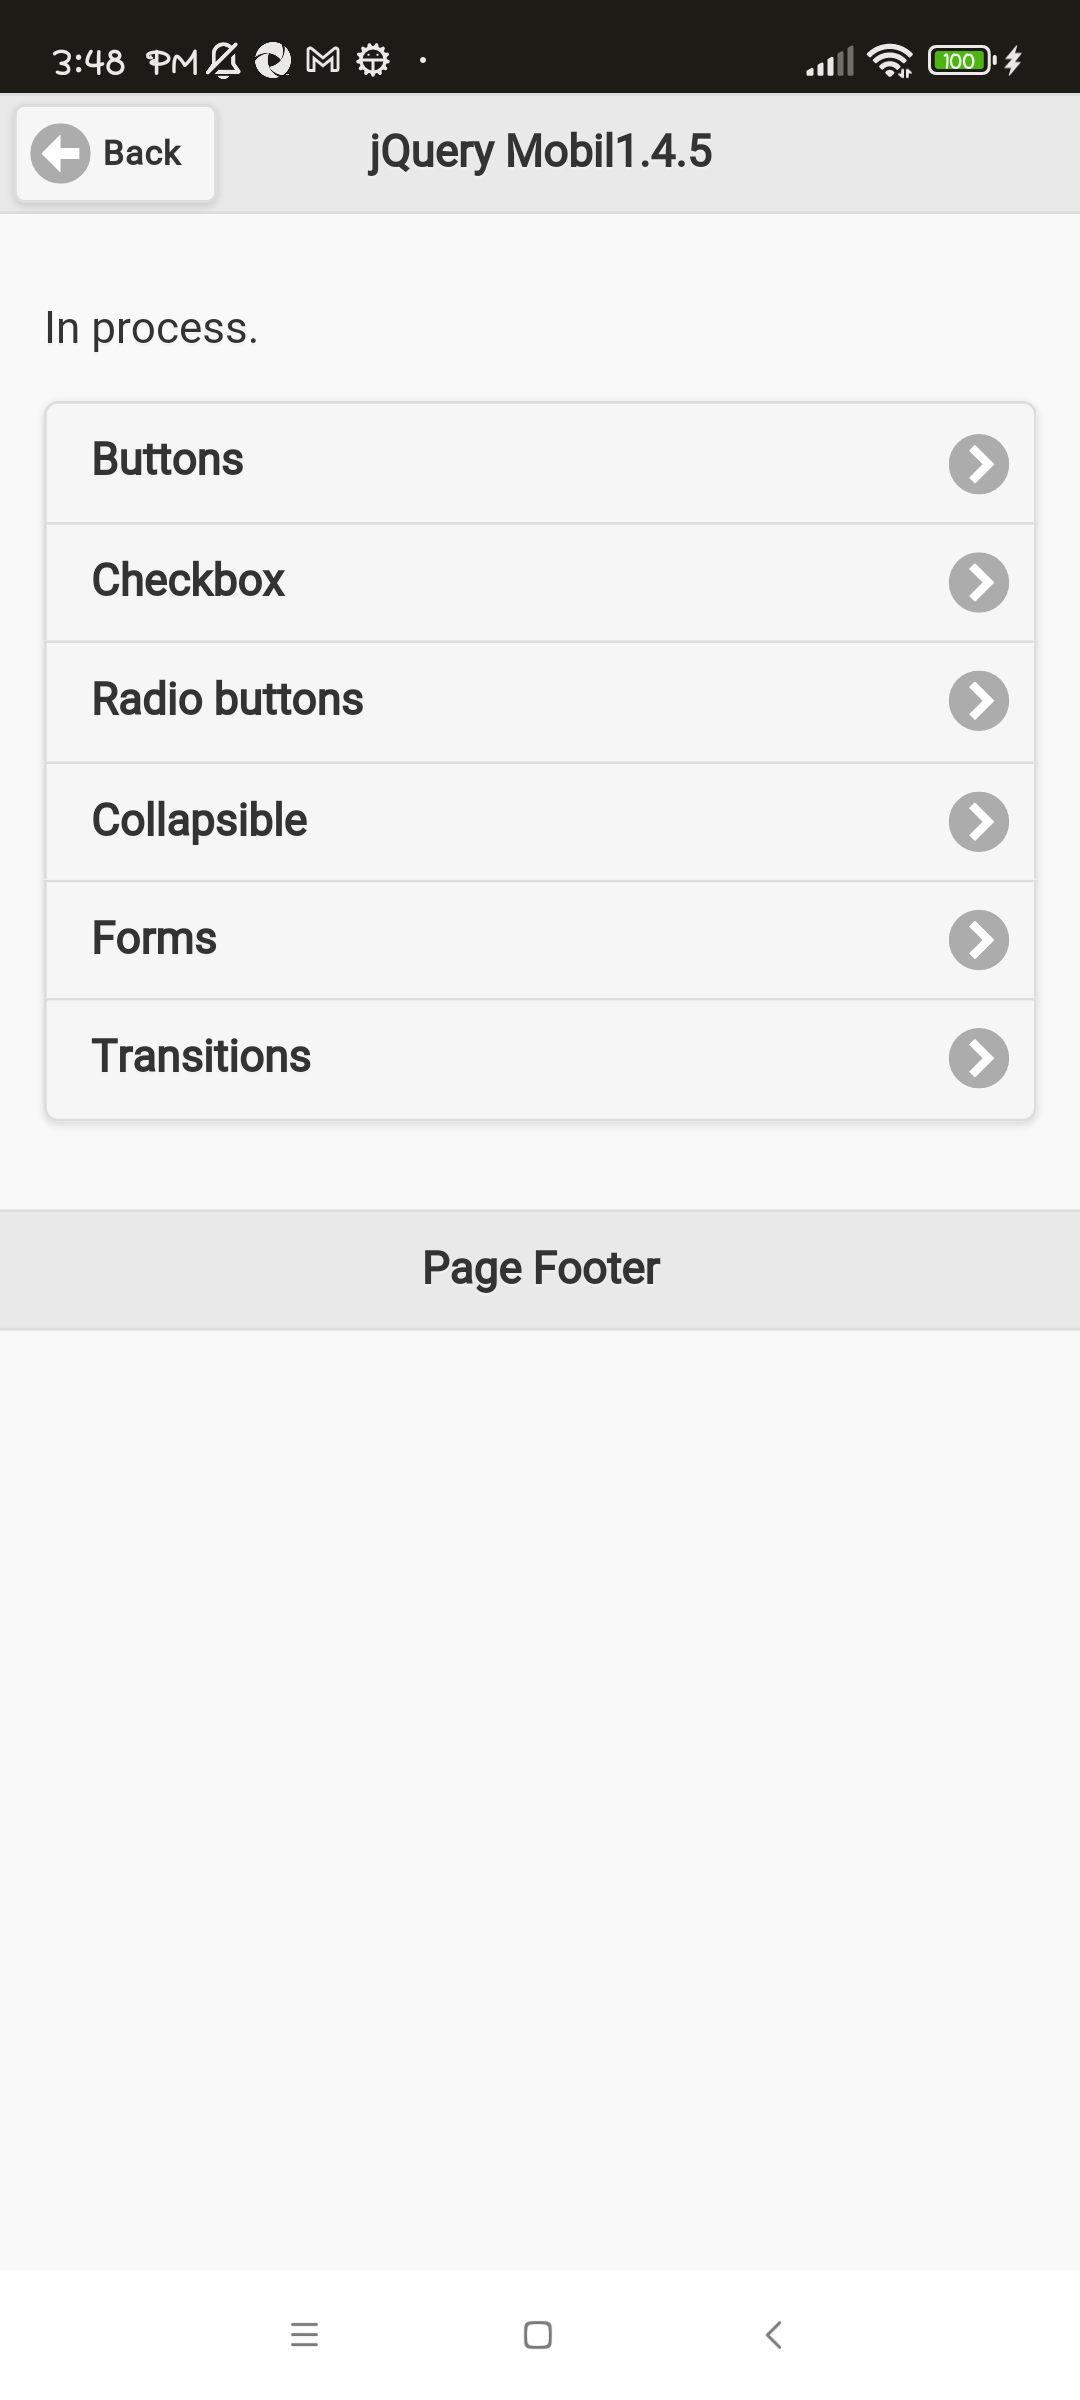 3:48 PM
100
Back
jQuery Mobil1.4.5
In process.
Buttons
Checkbox
Radio buttons
Collapsible
Forms
Transitions
Page Footer